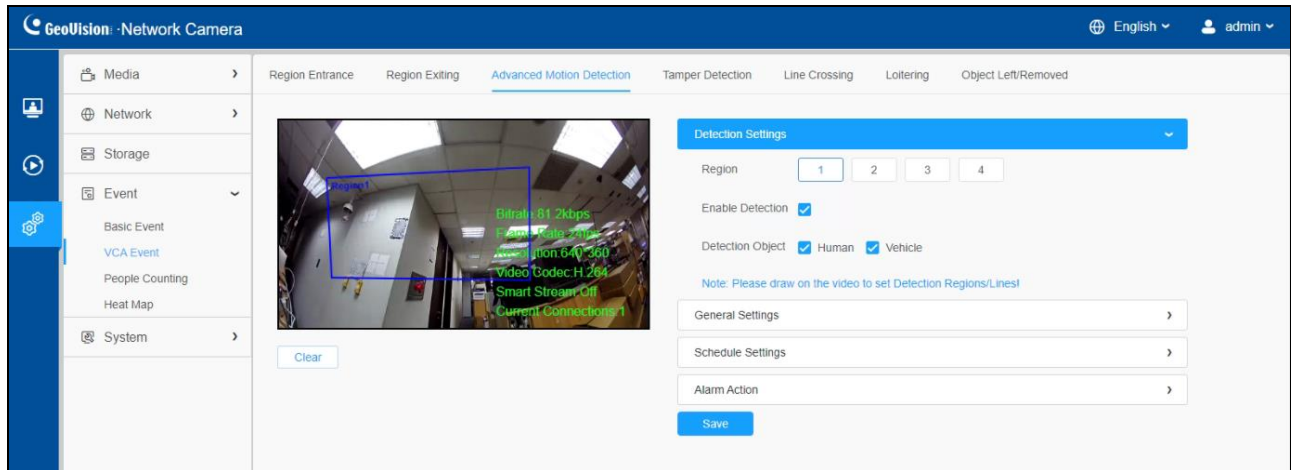 GeoVision Network Camera
English
admin
Media
Network
Storage
Event
Basic Event
VCA Event
People Counting
Heat Map
System
Region Entrance Region Exiting Advanced Motion Detection Tamper Detection Line Crossing Loitering Object Left/Removed
Region1
Bitrate:81.2kbps
Frame Rate:24fps
Resolution:640*360
Video Codec:H.264
Smart Stream:Off
Current Connections:1
Clear
Detection Settings
Region 1 2 3 4
Enable Detection
Detection Object Human Vehicle
Note: Please draw on the video to set Detection Regions/Lines!
General Settings
Schedule Settings
Alarm Action
Save